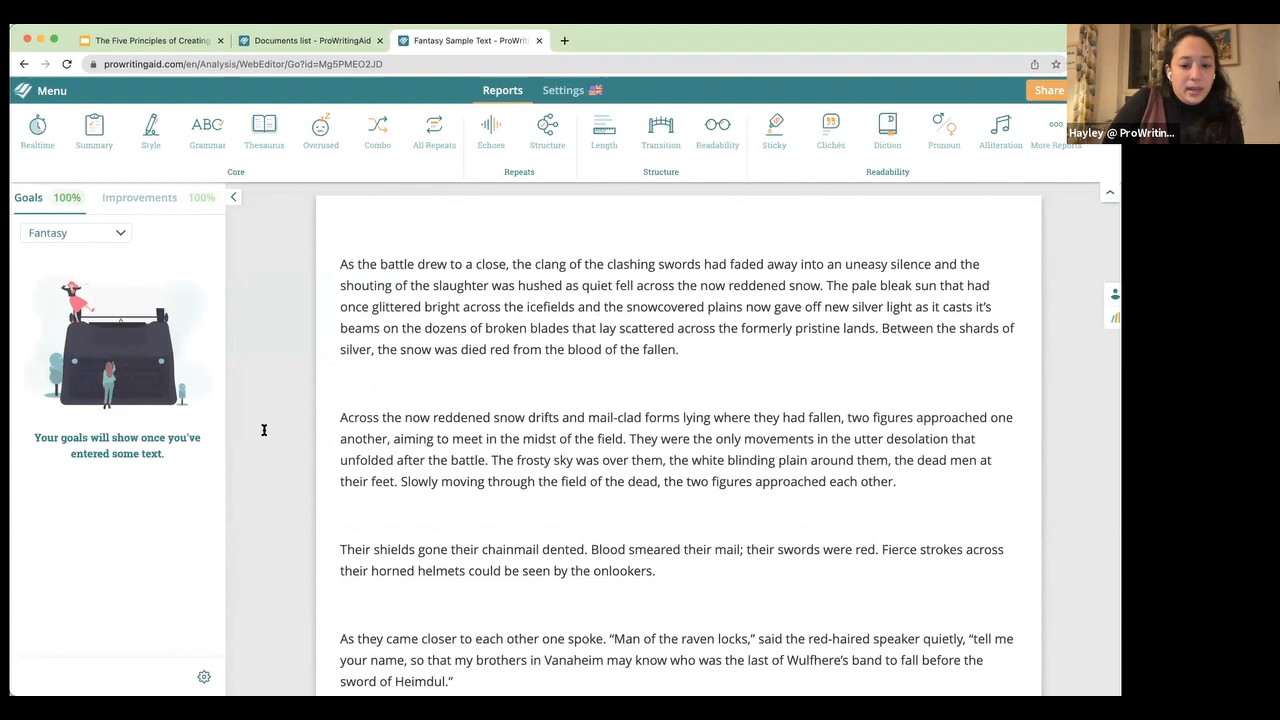 The Five Principles of Creating
Documents list - ProWritingAid
Fantasy Sample Text - ProWrit
prowritingaid.com/en/Analysis/WebEditor/Go?id=Mg5PMEO2JD
Menu
Reports
Settings
Share
Realtime
Summary
Style
ABC
Grammar
Thesaurus
Overused
Combo
All Repeats
Echoes
Structure
Length
Transition
Readability
Sticky
Clichés
Diction
Pronoun
Alliteration
More Reports
Core
Repeats
Structure
Readability
Hayley @ ProWritin...
Goals 100%
Improvements 100%
Fantasy
Your goals will show once you've
entered some text.
As the battle drew to a close, the clang of the clashing swords had faded away into an uneasy silence and the
shouting of the slaughter was hushed as quiet fell across the now reddened snow. The pale bleak sun that had
once glittered bright across the icefields and the snowcovered plains now gave off new silver light as it casts it's
beams on the dozens of broken blades that lay scattered across the formerly pristine lands. Between the shards of
silver, the snow was died red from the blood of the fallen.
Across the now reddened snow drifts and mail-clad forms lying where they had fallen, two figures approached one
another, aiming to meet in the midst of the field. They were the only movements in the utter desolation that
unfolded after the battle. The frosty sky was over them, the white blinding plain around them, the dead men at
their feet. Slowly moving through the field of the dead, the two figures approached each other.
Their shields gone their chainmail dented. Blood smeared their mail; their swords were red. Fierce strokes across
their horned helmets could be seen by the onlookers.
As they came closer to each other one spoke. “Man of the raven locks,” said the red-haired speaker quietly, “tell me
your name, so that my brothers in Vanaheim may know who was the last of Wulfhere’s band to fall before the
sword of Heimdul.”